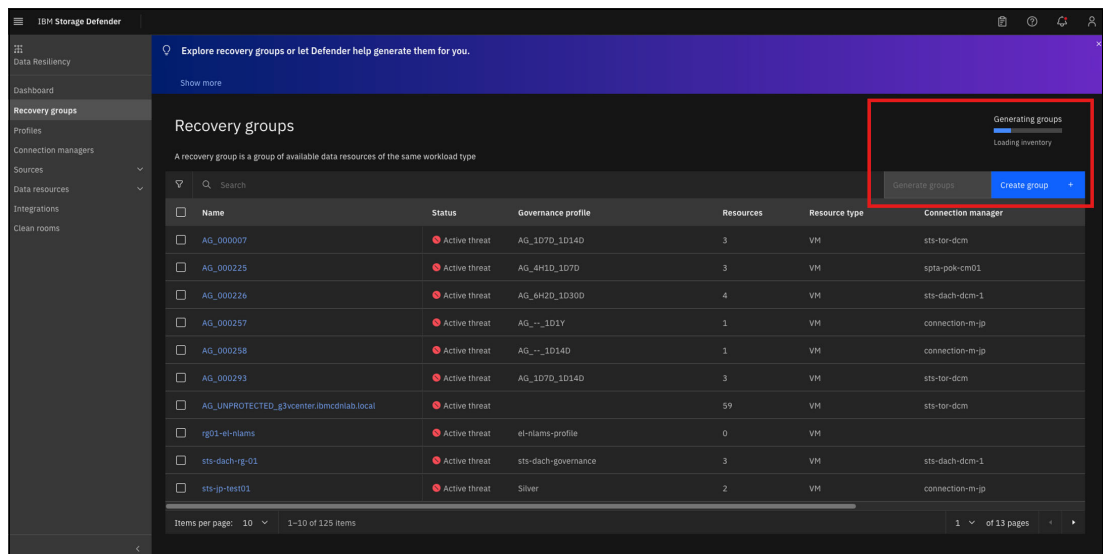 IBM Storage Defender
Data Resiliency
Dashboard
Recovery groups
Profiles
Connection managers
Sources
Data resources
Integrations
Clean rooms
Explore recovery groups or let Defender help generate them for you.
Show more
Recovery groups
A recovery group is a group of available data resources of the same workload type
Generating groups
Loading inventory
Search
Generate groups
Create group +
Name Status Governance profile Resources Resource type Connection manager
AG_000007 Active threat AG_1D7D_1D14D 3 VM sts-tor-dcm
AG_000225 Active threat AG_4H1D_1D7D 3 VM spta-pok-cm01
AG_000226 Active threat AG_6H2D_1D30D 4 VM sts-dach-dcm-1
AG_000257 Active threat AG_--_1D1Y 1 VM connection-m-jp
AG_000258 Active threat AG_--_1D14D 1 VM connection-m-jp
AG_000293 Active threat AG_1D7D_1D14D 3 VM sts-tor-dcm
AG_UNPROTECTED_g3vcenter.ibmcdnlab.local Active threat 59 VM sts-tor-dcm
rg01-el-nlams Active threat el-nlams-profile 0 VM
sts-dach-rg-01 Active threat sts-dach-governance 3 VM sts-dach-dcm-1
sts-jp-test01 Active threat Silver 2 VM connection-m-jp
Items per page: 10 1–10 of 125 items 1 of 13 pages